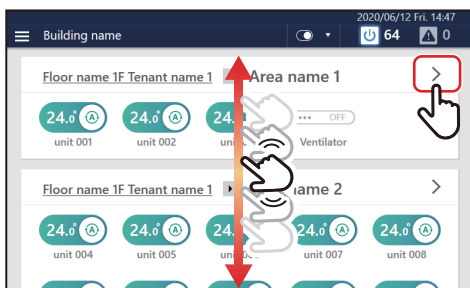 2020/06/12 Fri. 14:47
Building name 64 0
Floor name 1F Tenant name 1 Area name 1
24.0° A 24.0° A 24. OFF
unit 001 unit 002 Ventilator
Floor name 1F Tenant name 1 name 2
24.0° A 24.0° A 24. 24.0° A 24.0° A
unit 004 unit 005 unit 007 unit 008